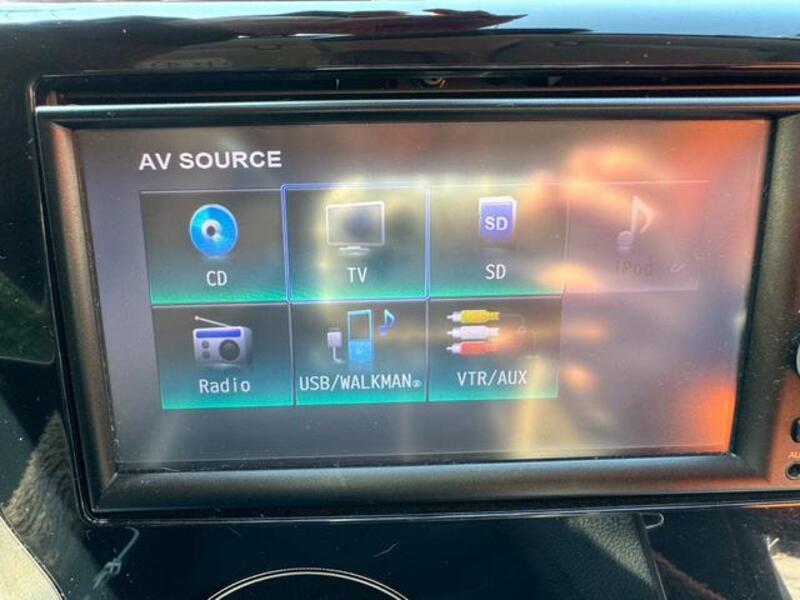 AV SOURCE
CD
TV
SD
SD
iPod
Radio
USB/WALKMAN®
VTR/AUX